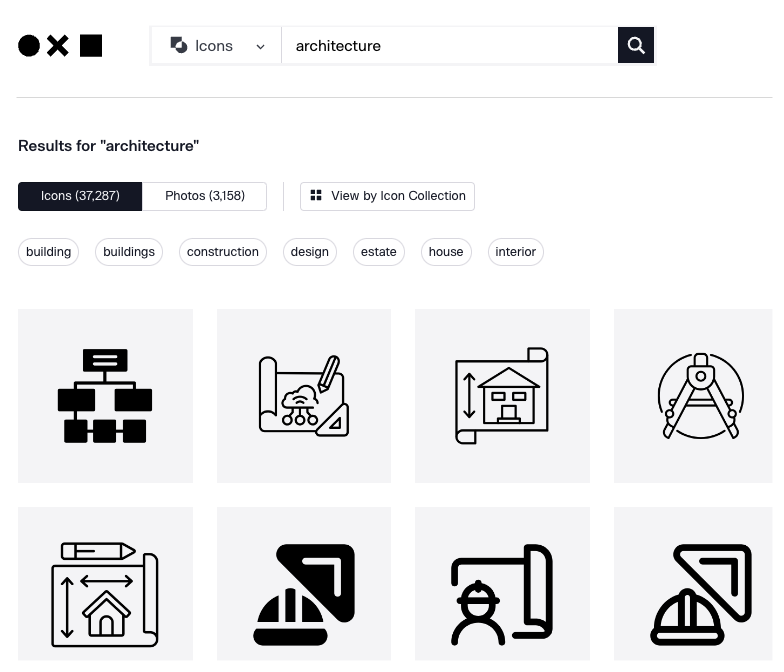 Icons
architecture
Results for "architecture"
Icons (37,287)
Photos (3,158)
View by Icon Collection
building
buildings
construction
design
estate
house
interior